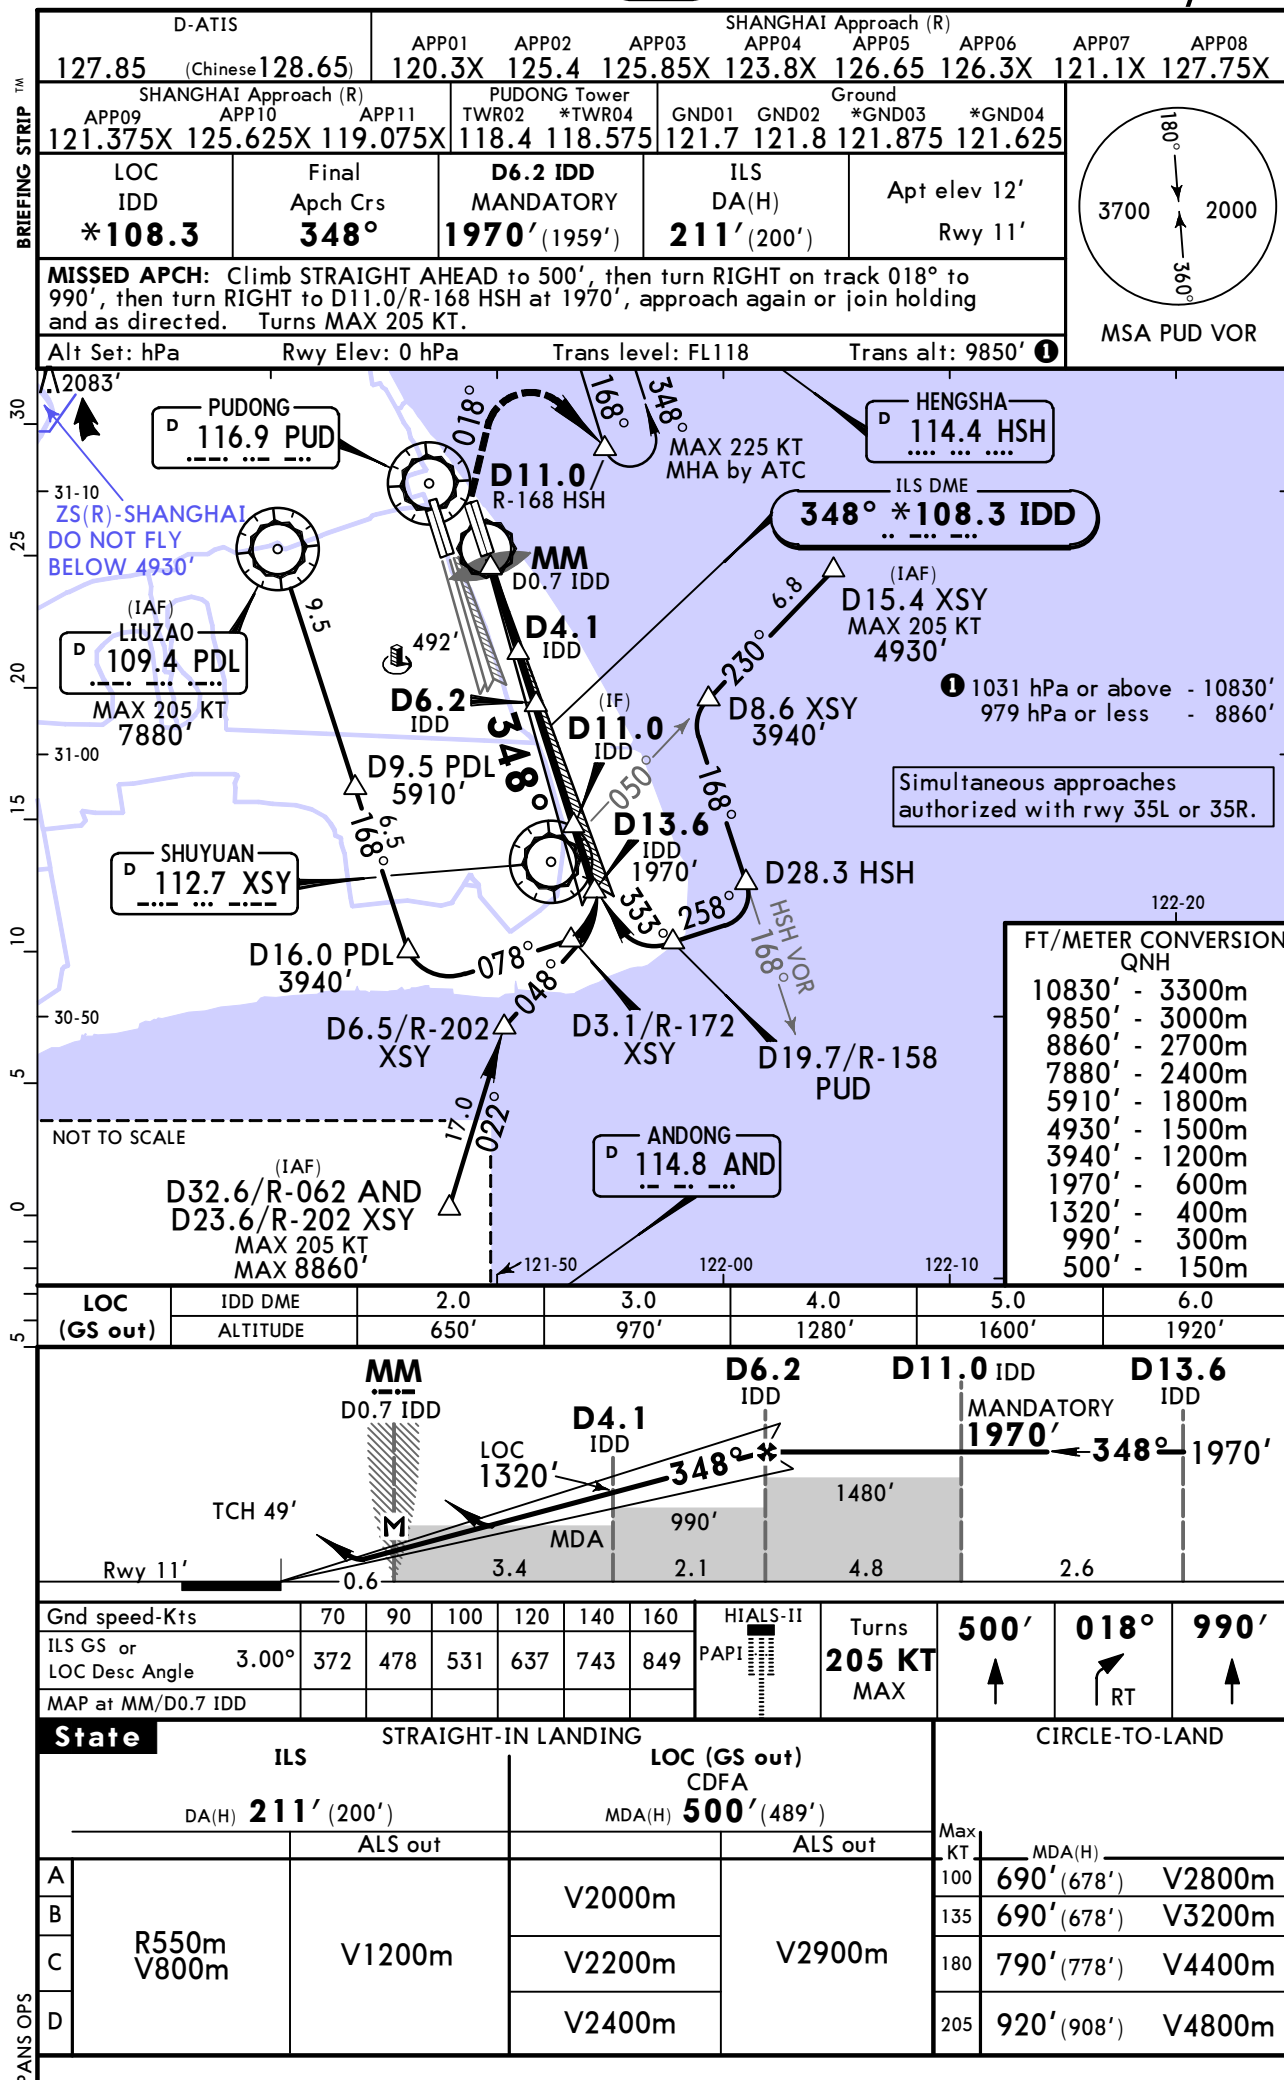 D-ATIS
127.85 (Chinese 128.65)
SHANGHAI Approach (R)
APP01 APP02 APP03 APP04 APP05 APP06 APP07 APP08
120.3X 125.4 125.85X 123.8X 126.65 126.3X 121.1X 127.75X
SHANGHAI Approach (R)
APP09 APP10 APP11
121.375X 125.625X 119.075X
PUDONG Tower
TWR02 *TWR04
118.4 118.575
Ground
GND01 GND02 *GND03 *GND04
121.7 121.8 121.875 121.625
BRIEFING STRIP TM
LOC
IDD
*108.3
Final
Apch Crs
348°
D6.2 IDD
MANDATORY
1970' (1959')
ILS
DA(H)
211' (200')
Apt elev 12'
Rwy 11'
180°
3700 2000
360°
MSA PUD VOR
MISSED APCH: Climb STRAIGHT AHEAD to 500', then turn RIGHT on track 018° to
990', then turn RIGHT to D11.0/R-168 HSH at 1970', approach again or join holding
and as directed. Turns MAX 205 KT.
Alt Set: hPa Rwy Elev: 0 hPa Trans level: FL118 Trans alt: 9850' 1
2083'
PUDONG
D 116.9 PUD
018°
168°
348°
MAX 225 KT
MHA by ATC
D11.0
R-168 HSH
HENGSHA
D 114.4 HSH
ILS DME
348° *108.3 IDD
30
31-10
25
20
31-00
15
10
30-50
5
0
5
ZS(R)-SHANGHAI
DO NOT FLY
BELOW 4930'
(IAF)
LIUZAO
D 109.4 PDL
MAX 205 KT
7880'
9.5
492'
MM
D0.7 IDD
D4.1
IDD
D6.2
IDD
348°
(IF)
D11.0
IDD
050°
6.8
230°
(IAF)
D15.4 XSY
MAX 205 KT
4930'
D8.6 XSY
3940'
1 1031 hPa or above - 10830'
979 hPa or less - 8860'
Simultaneous approaches
authorized with rwy 35L or 35R.
D9.5 PDL
5910'
6.5
168°
168°
D13.6
IDD
1970'
SHUYUAN
D 112.7 XSY
D28.3 HSH
333°
258°
HSH VOR
168°
D16.0 PDL
3940'
078°
048°
D6.5/R-202
XSY
D3.1/R-172
XSY
D19.7/R-158
PUD
17.0
022°
NOT TO SCALE
(IAF)
D32.6/R-062 AND
D23.6/R-202 XSY
MAX 205 KT
MAX 8860'
ANDONG
D 114.8 AND
121-50
122-00
122-10
122-20
FT/METER CONVERSION
QNH
10830' - 3300m
9850' - 3000m
8860' - 2700m
7880' - 2400m
5910' - 1800m
4930' - 1500m
3940' - 1200m
1970' - 600m
1320' - 400m
990' - 300m
500' - 150m
LOC
(GS out)
IDD DME 2.0 3.0 4.0 5.0 6.0
ALTITUDE 650' 970' 1280' 1600' 1920'
MM
D0.7 IDD
D4.1
IDD
D6.2
IDD
D11.0 IDD
D13.6
IDD
MANDATORY
1970'
348°
1970'
LOC
1320'
348°
TCH 49'
M
MDA
990'
1480'
Rwy 11'
0.6 3.4 2.1 4.8 2.6
Gnd speed-Kts 70 90 100 120 140 160
ILS GS or
LOC Desc Angle 3.00° 372 478 531 637 743 849
MAP at MM/D0.7 IDD
HIALS-II
PAPI
Turns
205 KT
MAX
500'
018°
RT
990'
State
STRAIGHT-IN LANDING
CIRCLE-TO-LAND
ILS
DA(H) 211' (200')
LOC (GS out)
CDFA
MDA(H) 500' (489')
ALS out
ALS out
Max
KT MDA(H)
A
B
C
D
R550m
V800m
V1200m
V2000m
V2200m
V2400m
V2900m
100 690' (678') V2800m
135 690' (678') V3200m
180 790' (778') V4400m
205 920' (908') V4800m
PANS OPS